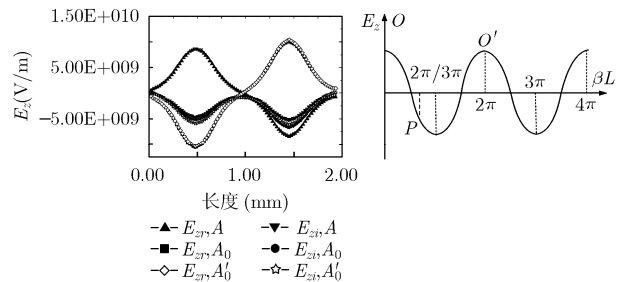 1.50E+010
5.00E+009
−5.00E+009
E_z(V/m)
0.00 1.00 2.00
长度 (mm)
E_zr,A E_zi,A
E_zr,A_0 E_zi,A_0
E_zr,A'_0 E_zi,A'_0
E_z O
O'
2π/3π 3π βL
P 2π 4π